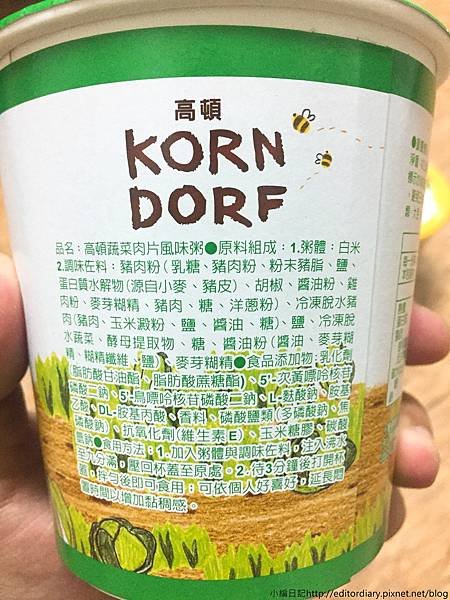 高頓
KORN
DORF
品名：高頓蔬菜肉片風味粥●原料組成：1.粥體：白米
2.調味佐料：豬肉粉（乳糖、豬肉粉、粉末豬脂、鹽、
蛋白質水解物（源自小麥、豬皮）、胡椒、醬油粉、雞
肉粉、麥芽糊精、豬肉、糖、洋蔥粉）、冷凍脫水
肉（豬肉、玉米澱粉、鹽、醬油、糖）、鹽、冷凍脫
水蔬菜、酵母提取物、糖、醬油粉（醬油、麥芽糊
精、糊精纖維、鹽）、麥芽糊精●食品添加物：乳化劑
（脂肪酸甘油酯、脂肪酸蔗糖酯）、5'-次黃嘌呤核苷
磷酸二鈉、5'-鳥嘌呤核苷磷酸二鈉、L-麩酸鈉、胺基
乙酸、DL-胺基丙酸、香料、磷酸鹽類（多磷酸鈉、焦
磷酸鈉）、抗氧化劑（維生素E）、玉米糖膠、碳酸
氫鈉●食用方法：1.加入粥體與調味佐料，注入沸水
至九分滿，壓回杯蓋至原處。2.待3分鐘後打開杯
蓋，拌勻後即可食用；可依個人好喜好，延長悶
置時間以增加黏稠感。
小編日記http://editordiary.pixnet.net/blog